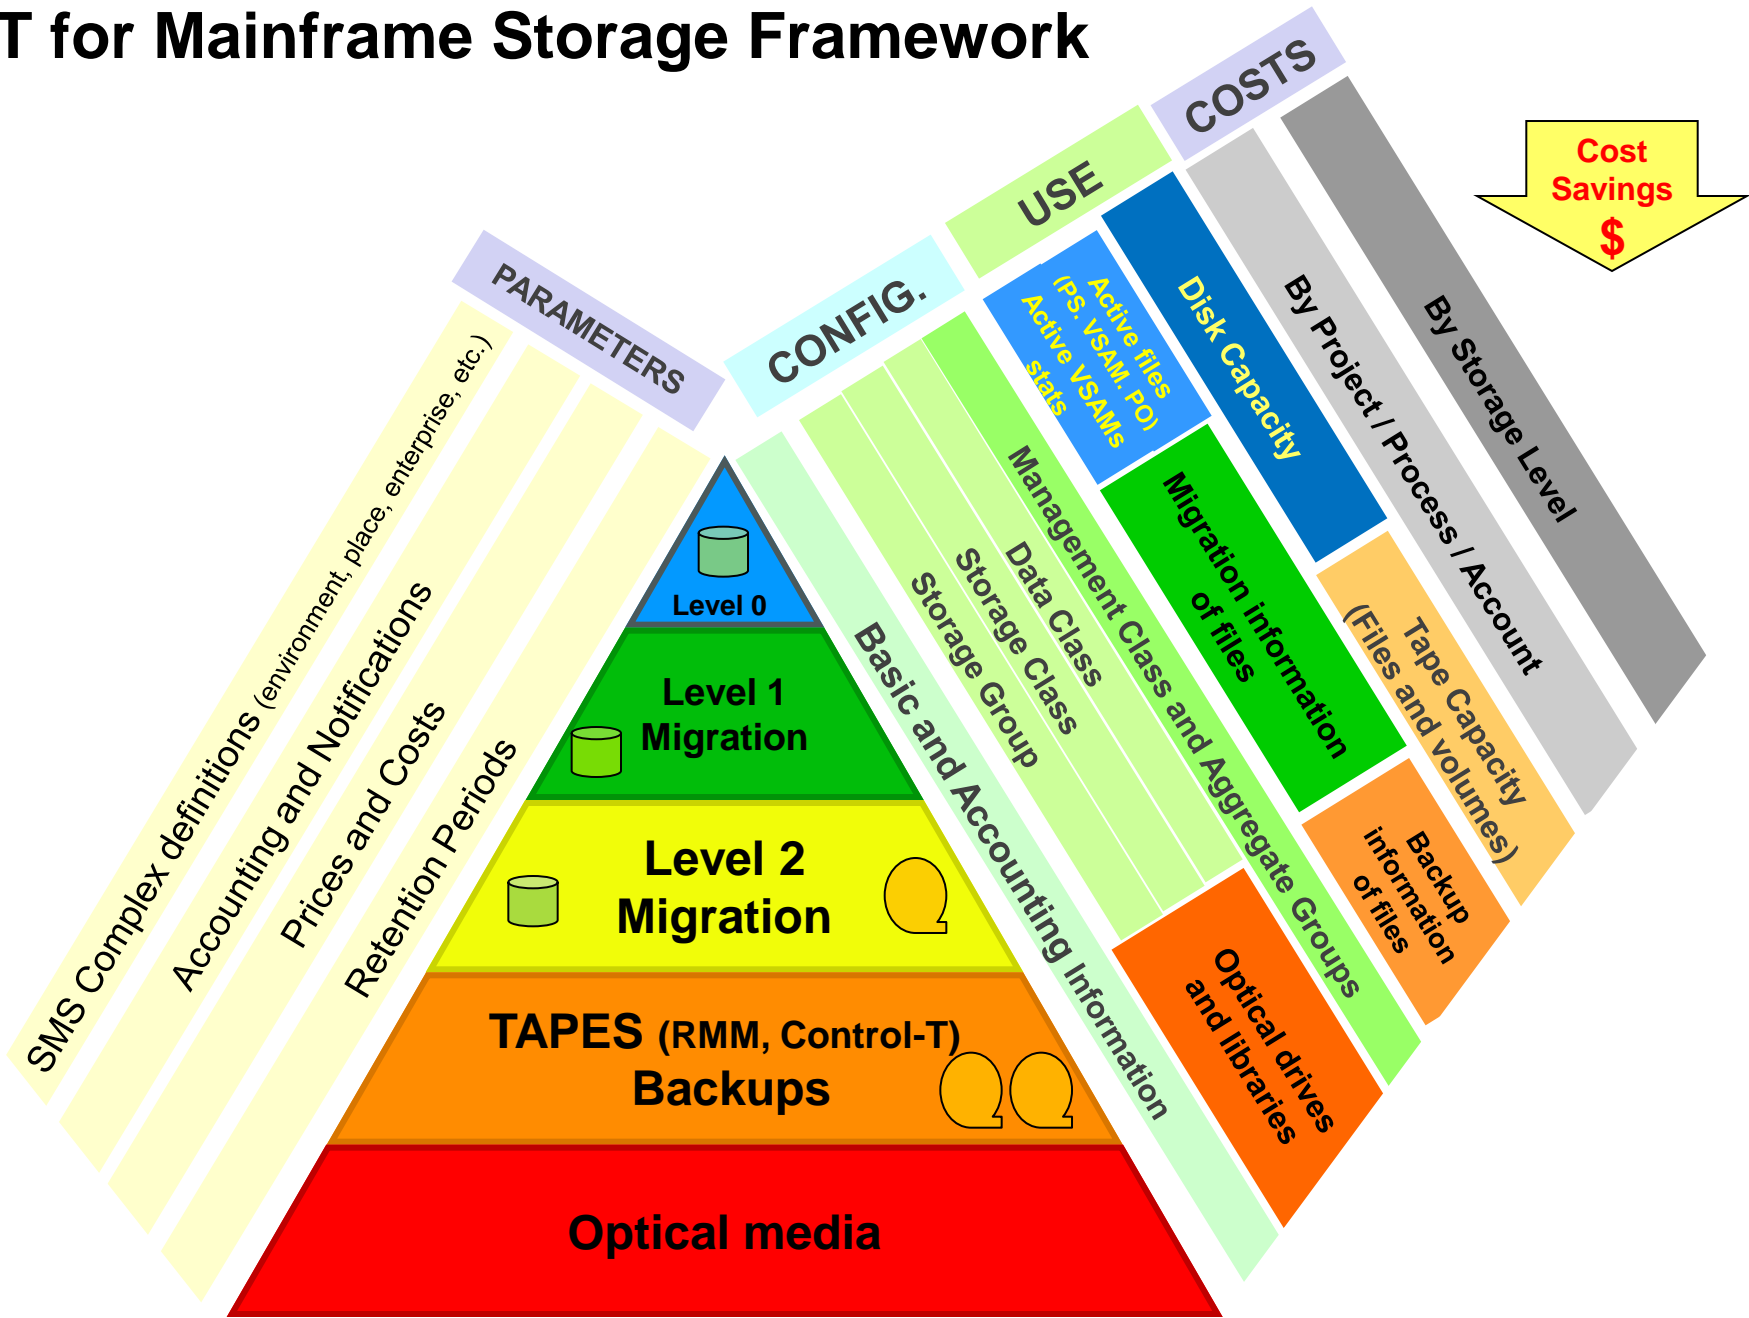 T for Mainframe Storage Framework
COSTS
USE
CONFIG.
PARAMETERS
Cost
Savings
$
SMS Complex definitions (environment, place, enterprise, etc.)
Accounting and Notifications
Prices and Costs
Retention Periods
Level 0
Level 1
Migration
Level 2
Migration
TAPES (RMM, Control-T)
Backups
Optical media
Basic and Accounting Information
Storage Group
Storage Class
Data Class
Management Class and Aggregate Groups
Optical drives
and libraries
Active files
(PS. VSAM. PO)
Active VSAMs
stats
Migration information
of files
Backup
information
of files
Disk Capacity
Tape Capacity
(Files and volumes)
By Project / Process / Account
By Storage Level